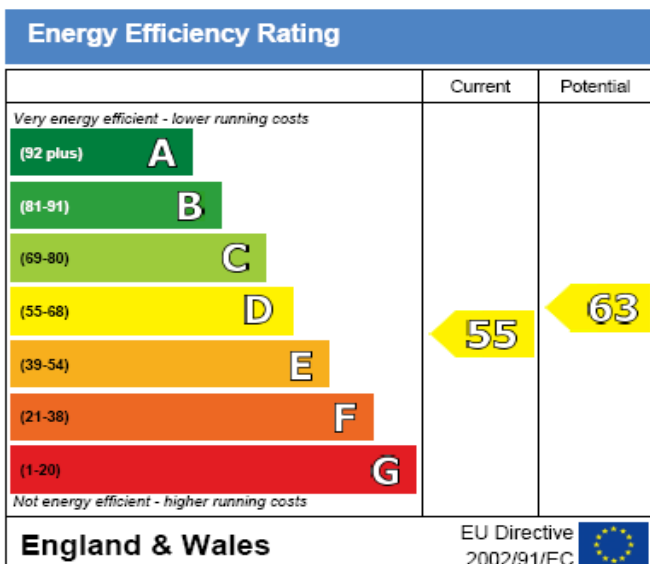 Energy Efficiency Rating
Current Potential
Very energy efficient - lower running costs
(92 plus) A
(81-91) B
(69-80) C
(55-68) D
63
55
(39-54) E
(21-38) F
(1-20) G
Not energy efficient - higher running costs
England & Wales
EU Directive
2002/91/EC